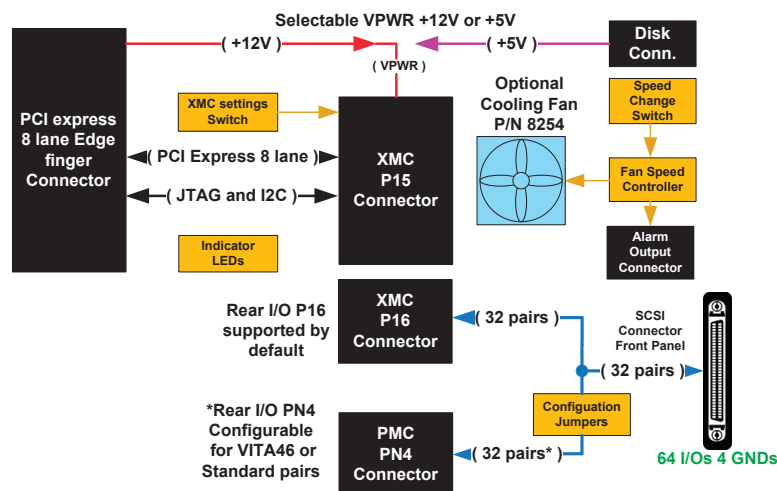 Selectable VPWR +12V or +5V
( +12V )
( +5V )
Disk
Conn.
( VPWR )
PCI express
8 lane Edge
finger
Connector
XMC settings
Switch
( PCI Express 8 lane )
( JTAG and I2C )
XMC
P15
Connector
Indicator
LEDs
Optional
Cooling Fan
P/N 8254
Speed
Change
Switch
Fan Speed
Controller
Alarm
Output
Connector
Rear I/O P16
supported by
default
XMC
P16
Connector
( 32 pairs )
SCSI
Connector
Front Panel
( 32 pairs )
Configuation
Jumpers
*Rear I/O PN4
Configurable
for VITA46 or
Standard pairs
PMC
PN4
Connector
( 32 pairs* )
64 I/Os 4 GNDs